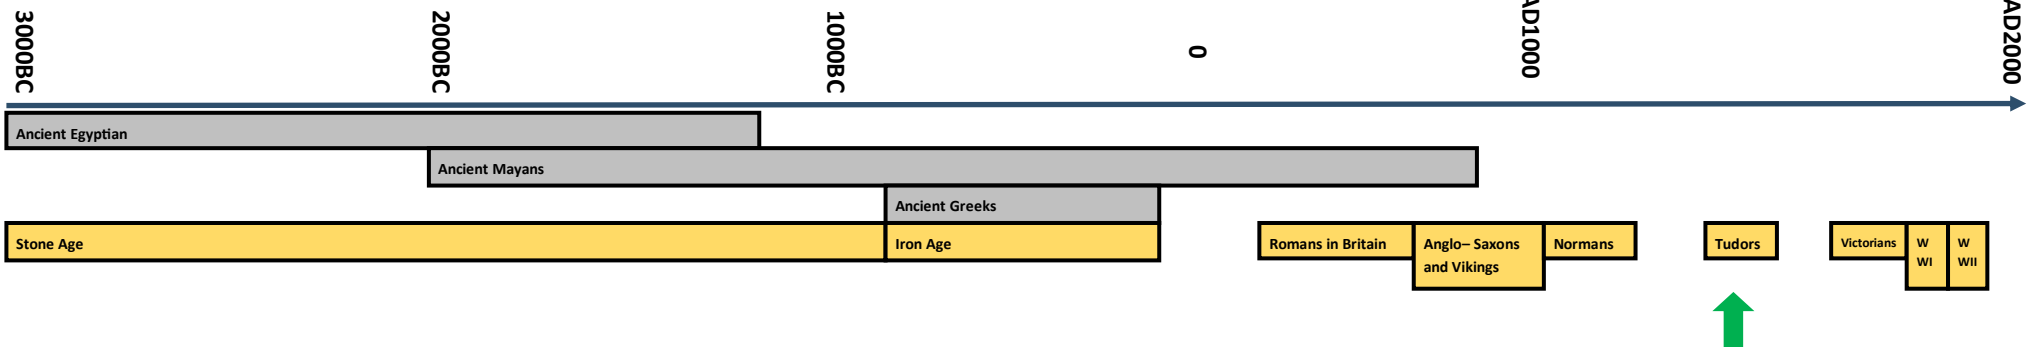 3000BC
2000BC
1000BC
0
AD1000
AD2000
Ancient Egyptian
Ancient Mayans
Ancient Greeks
Stone Age
Iron Age
Romans in Britain
Anglo– Saxons
and Vikings
Normans
Tudors
Victorians
W
WI
W
WII